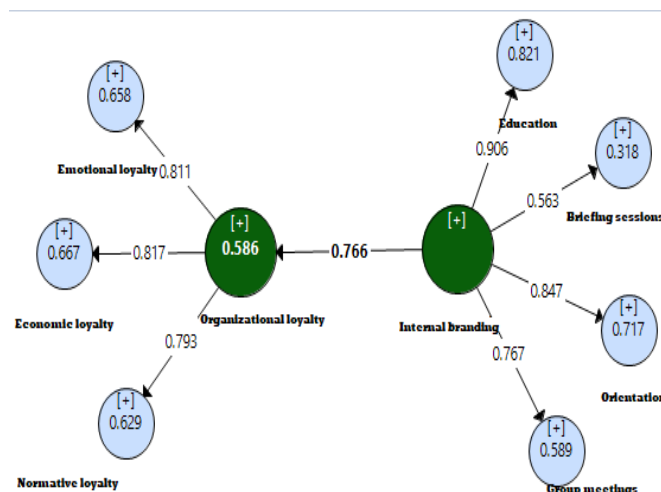 [+]
0.821
Education
[+]
0.658
Emotional loyalty
0.811
0.906
[+]
0.318
Briefing sessions
0.563
[+]
0.667
Economic loyalty
0.817
[+]
0.586
Organizational loyalty
0.766
[+]
Internal branding
0.847
[+]
0.717
Orientation
0.793
0.767
[+]
0.629
Normative loyalty
[+]
0.589
Group meetings